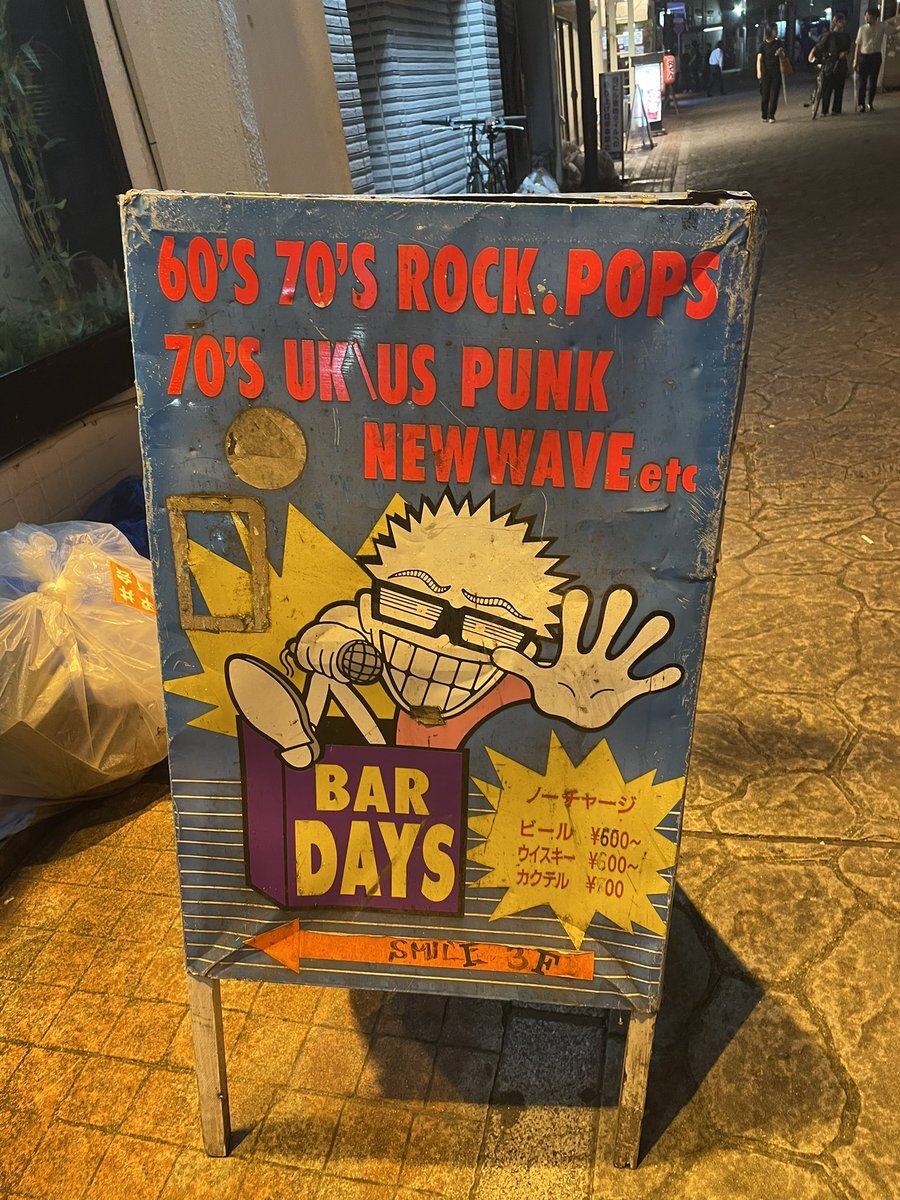 60'S 70'S ROCK.POPS
70'S UK\US PUNK
NEWWAVE etc
BAR
DAYS
ノーチャージ
ビール ¥600~
ウイスキー ¥600~
カクテル ¥700
SMILE 3F